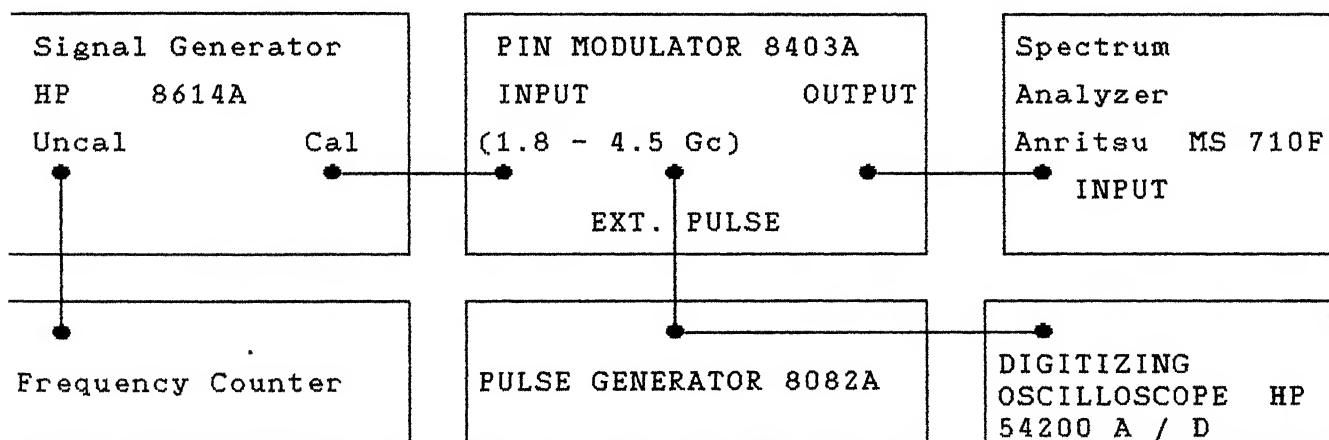 Signal Generator
HP 8614A
Uncal Cal
PIN MODULATOR 8403A
INPUT OUTPUT
(1.8 - 4.5 Gc)
EXT. PULSE
Spectrum
Analyzer
Anritsu MS 710F
INPUT
Frequency Counter
PULSE GENERATOR 8082A
DIGITIZING
OSCILLOSCOPE HP
54200 A / D